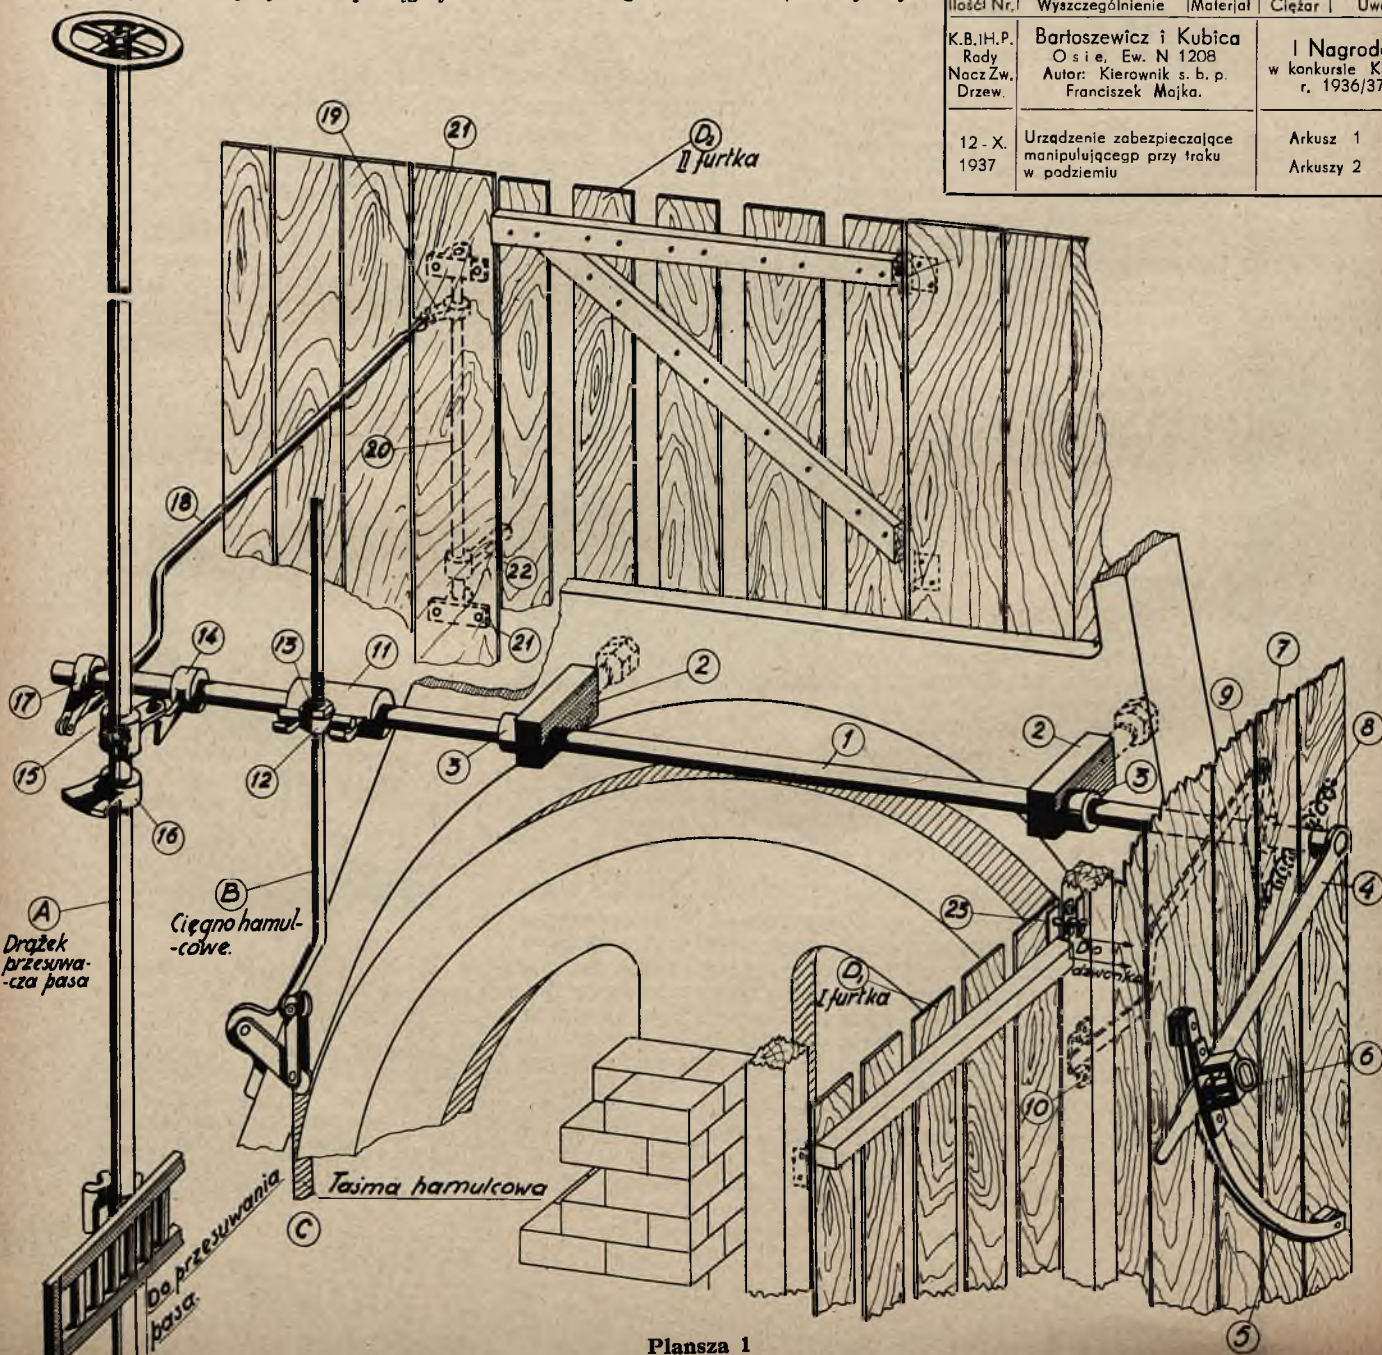 Ilości Nr. Wyszczególnienie Materjał Ciężar
K.B.iH.P.
Rady
Nacz Zw.
Drzew.
Bartoszewicz i Kubica
Osie, Ew. N 1208
Autor: Kierownik s. b. p.
Franciszek Majka.
I
w konkursie
r. 1936/37
12 - X.
1937
Urządzenie zabezpieczające
manipulującegp przy traku
w podziemiu
Arkusz 1
Arkuszy 2
19
21
D₂
II furtka
20
18
22
21
14
13
11
2
17
3
1
2
3
7
9
8
15
12
16
4
A
Drążek
przesuwa-
-cza pasa
B
Cięgno hamul-
-cowe.
23
Do
dzwonka
D₁
I furtka
6
10
Taśma hamulcowa
C
Do przesuwania
pasa.
5
Plansza 1